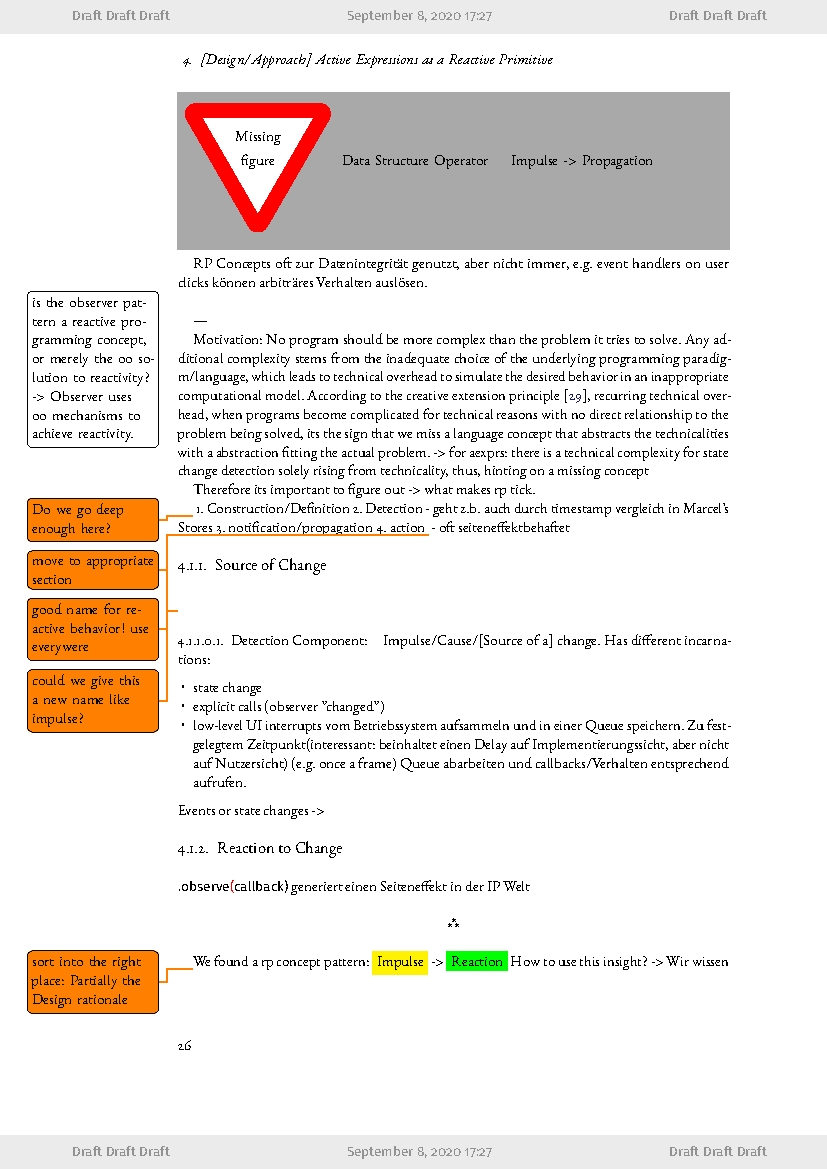 Draft Draft Draft September 8, 2020 17:27 Draft Draft Draft
4. [Design/Approach] Active Expressions as a Reactive Primitive
Missing
figure
Data Structure Operator Impulse -> Propagation
RP Concepts oft zur Datenintegrität genutzt, aber nicht immer, e.g. event handlers on user
clicks können arbiträres Verhalten auslösen.
is the observer pat-
tern a reactive pro-
gramming concept,
or merely the oo so-
lution to reactivity?
-> Observer uses
oo mechanisms to
achieve reactivity.
—
Motivation: No program should be more complex than the problem it tries to solve. Any ad-
ditional complexity stems from the inadequate choice of the underlying programming paradig-
m/language, which leads to technical overhead to simulate the desired behavior in an inappropriate
computational model. According to the creative extension principle [29], recurring technical over-
head, when programs become complicated for technical reasons with no direct relationship to the
problem being solved, its the sign that we miss a language concept that abstracts the technicalities
with a abstraction fitting the actual problem. -> for aexprs: there is a technical complexity for state
change detection solely rising from technicality, thus, hinting on a missing concept
Therefore its important to figure out -> what makes rp tick.
Do we go deep
enough here?
1. Construction/Definition 2. Detection - geht z.b. auch durch timestamp vergleich in Marcel's
Stores 3. notification/propagation 4. action - oft seiteneffektbehaftet
move to appropriate
section
4.1.1. Source of Change
good name for re-
active behavior! use
everywere
4.1.1.0.1. Detection Component: Impulse/Cause/[Source of a] change. Has different incarna-
tions:
could we give this
a new name like
impulse?
• state change
• explicit calls (observer ”changed”)
• low-level UI interrupts vom Betriebssystem aufsammeln und in einer Queue speichern. Zu fest-
gelegtem Zeitpunkt(interessant: beinhaltet einen Delay auf Implementierungssicht, aber nicht
auf Nutzersicht) (e.g. once a frame) Queue abarbeiten und callbacks/Verhalten entsprechend
aufrufen.
Events or state changes ->
4.1.2. Reaction to Change
.observe(callback) generiert einen Seiteneffekt in der IP Welt
⁂
sort into the right
place: Partially the
Design rationale
We found a rp concept pattern: Impulse -> Reaction How to use this insight? -> Wir wissen
26
Draft Draft Draft September 8, 2020 17:27 Draft Draft Draft